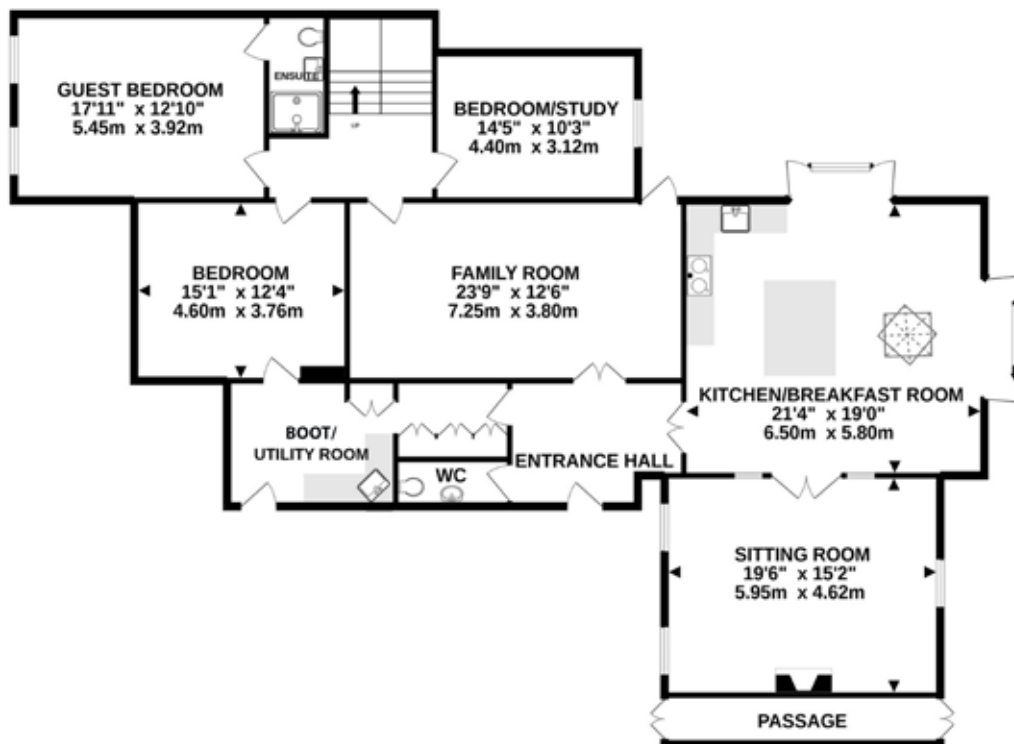 GUEST BEDROOM
17'11" x 12'10"
5.45m x 3.92m
ENSUITE
UP
BEDROOM/STUDY
14'5" x 10'3"
4.40m x 3.12m
BEDROOM
15'1" x 12'4"
4.60m x 3.76m
FAMILY ROOM
23'9" x 12'6"
7.25m x 3.80m
KITCHEN/BREAKFAST ROOM
21'4" x 19'0"
6.50m x 5.80m
BOOT/
UTILITY ROOM
WC
ENTRANCE HALL
SITTING ROOM
19'6" x 15'2"
5.95m x 4.62m
PASSAGE